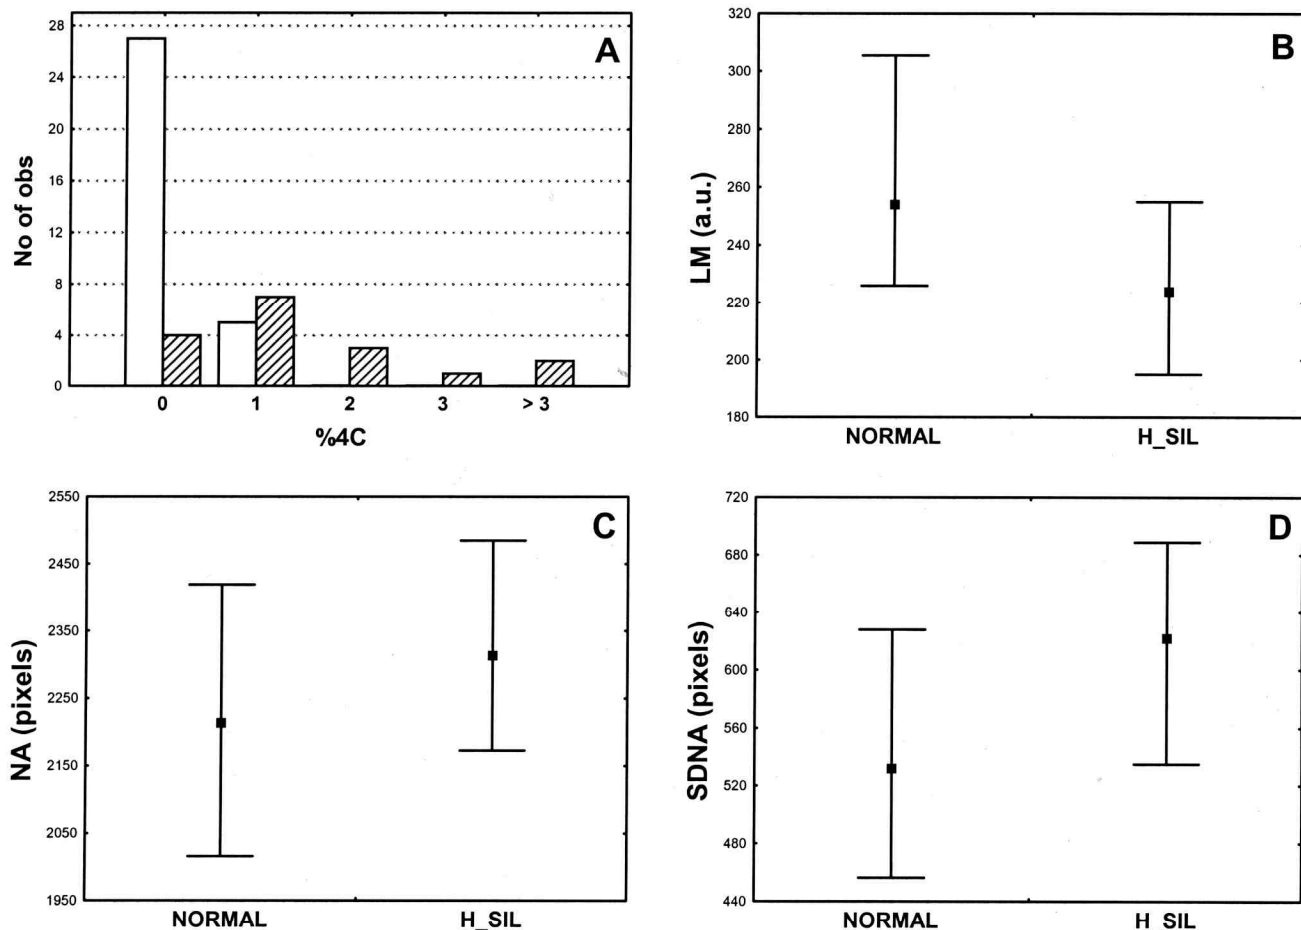 A
No of obs
28
24
20
16
12
8
4
0
0 1 2 3 > 3
%4C
B
LM (a.u.)
320
300
280
260
240
220
200
180
NORMAL H_SIL
C
NA (pixels)
2550
2450
2350
2250
2150
2050
1950
NORMAL H_SIL
D
SDNA (pixels)
720
680
640
600
560
520
480
440
NORMAL H_SIL